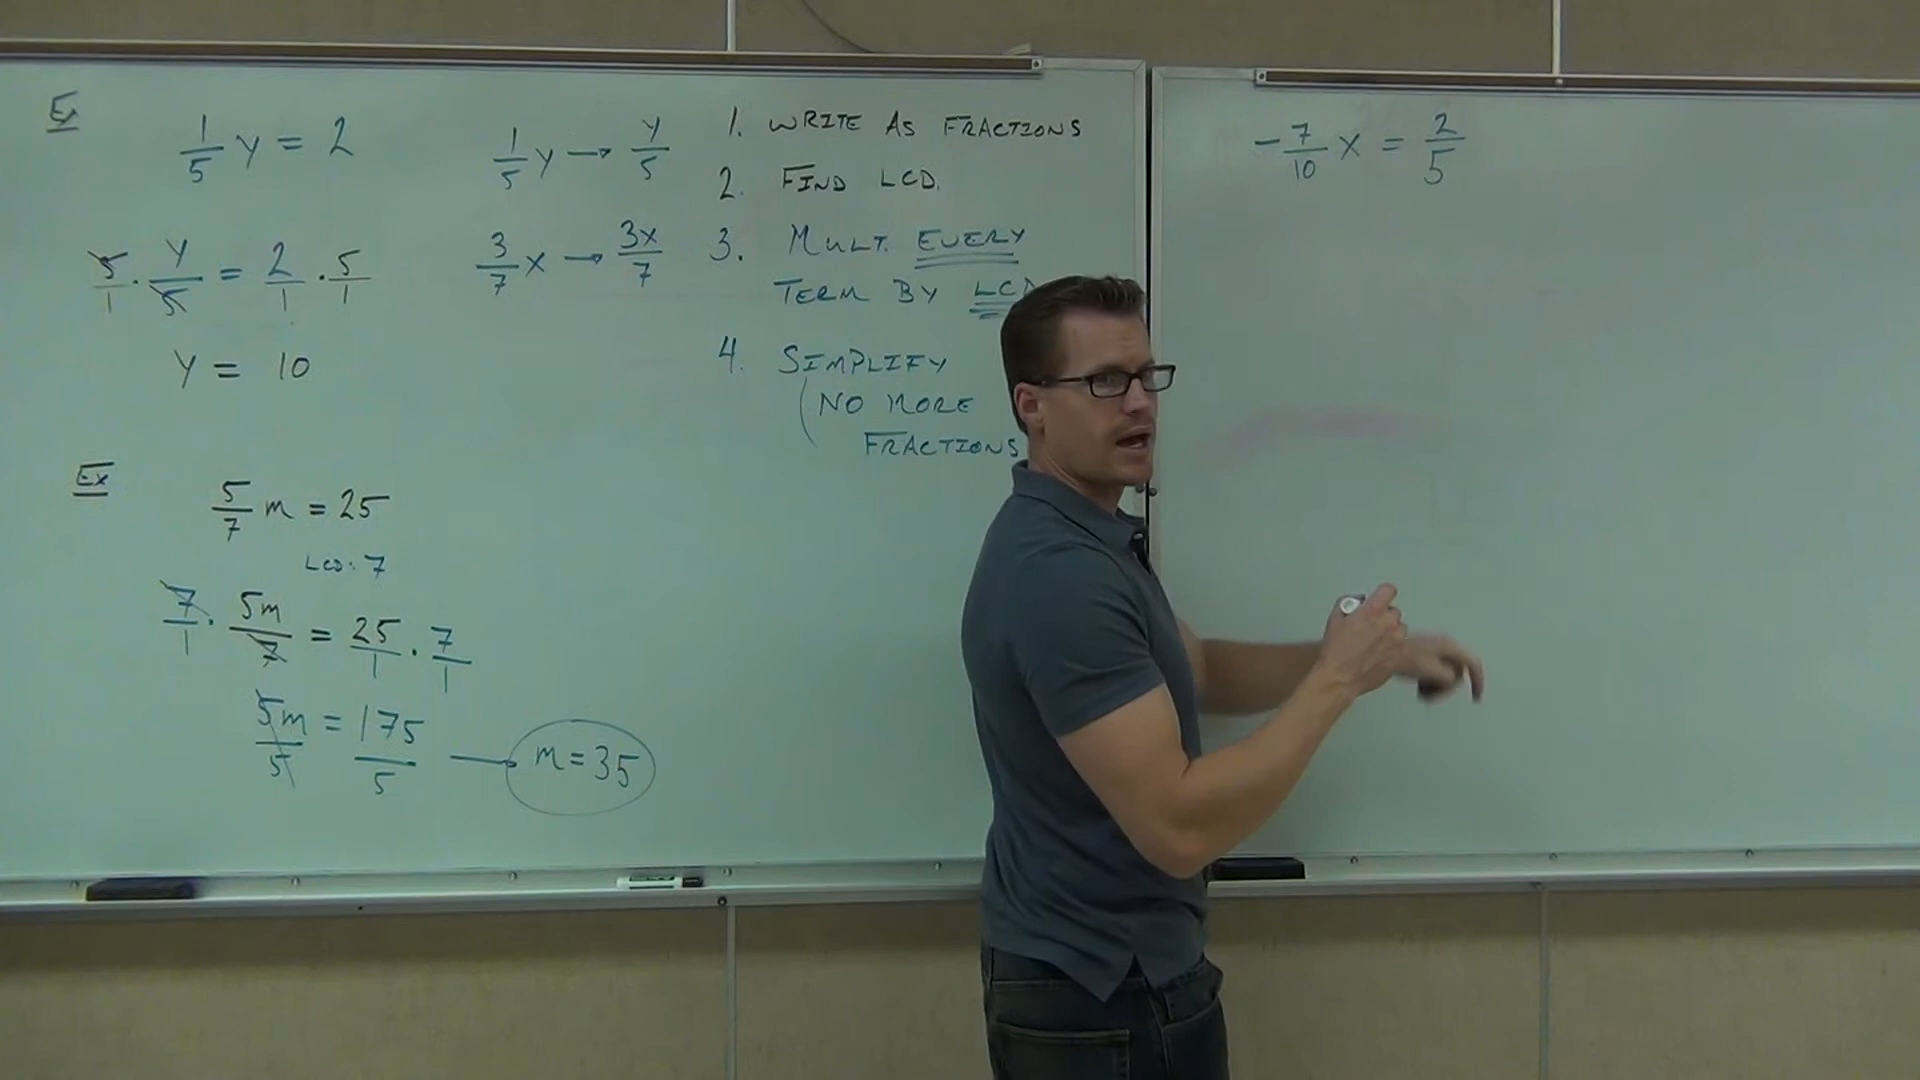 Ex
1/5 y = 2
5/1 · y/5 = 2/1 · 5/1
y = 10
1/5 y → y/5
3/7 x → 3x/7
1. WRITE AS FRACTIONS
2. FIND LCD.
3. MULT. EVERY
TERM BY LCD
4. SIMPLIFY
(NO MORE
FRACTIONS
Ex
5/7 m = 25
LCD: 7
7/1 · 5m/7 = 25/1 · 7/1
5m/5 = 175/5 — m = 35
-7/10 x = 2/5